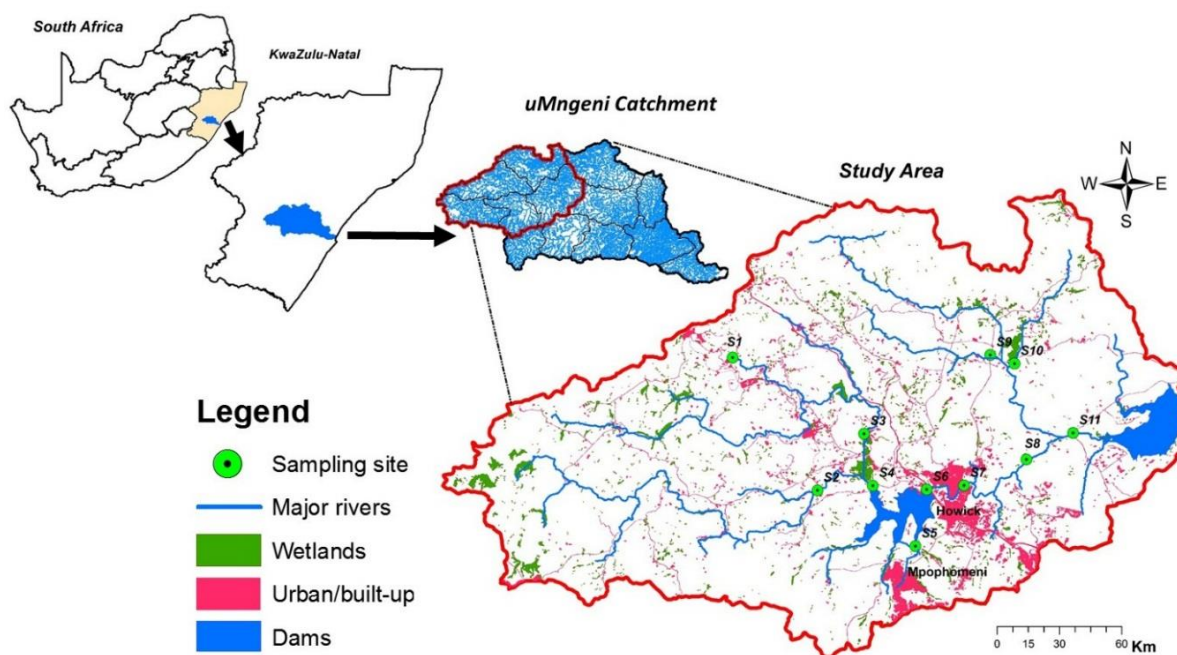 South Africa
KwaZulu-Natal
uMngeni Catchment
Study Area
N
W E
S
S1
S9
S10
S3
S11
S8
S2
S4
S6
S7
Howick
S5
Mpophomeni
Legend
Sampling site
Major rivers
Wetlands
Urban/built-up
Dams
0 15 30 60
Km